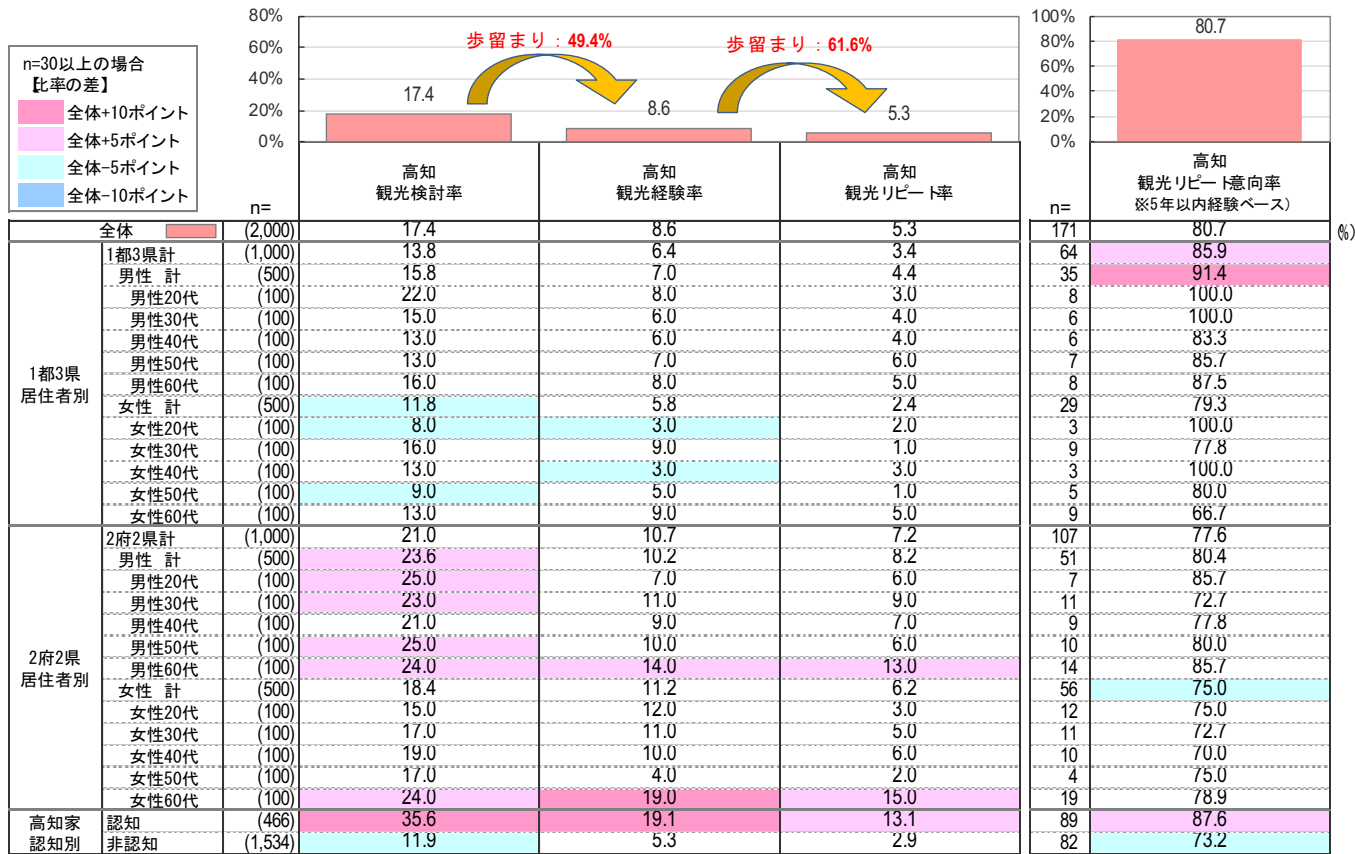 80%
60%
40%
20%
0%
歩留まり：49.4%
歩留まり：61.6%
17.4
8.6
5.3
100%
80%
60%
40%
20%
0%
80.7
n=30以上の場合
【比率の差】
全体+10ポイント
全体+5ポイント
全体-5ポイント
全体-10ポイント
n= 高知 観光検討率 高知 観光経験率 高知 観光リピート率 n= 高知 観光リピート意向率 ※5年以内経験ベース）
全体 (2,000) 17.4 8.6 5.3 171 80.7 (%)
1都3県居住者別
1都3県計 (1,000) 13.8 6.4 3.4 64 85.9
男性 計 (500) 15.8 7.0 4.4 35 91.4
男性20代 (100) 22.0 8.0 3.0 8 100.0
男性30代 (100) 15.0 6.0 4.0 6 100.0
男性40代 (100) 13.0 6.0 4.0 6 83.3
男性50代 (100) 13.0 7.0 6.0 7 85.7
男性60代 (100) 16.0 8.0 5.0 8 87.5
女性 計 (500) 11.8 5.8 2.4 29 79.3
女性20代 (100) 8.0 3.0 2.0 3 100.0
女性30代 (100) 16.0 9.0 1.0 9 77.8
女性40代 (100) 13.0 3.0 3.0 3 100.0
女性50代 (100) 9.0 5.0 1.0 5 80.0
女性60代 (100) 13.0 9.0 5.0 9 66.7
2府2県居住者別
2府2県計 (1,000) 21.0 10.7 7.2 107 77.6
男性 計 (500) 23.6 10.2 8.2 51 80.4
男性20代 (100) 25.0 7.0 6.0 7 85.7
男性30代 (100) 23.0 11.0 9.0 11 72.7
男性40代 (100) 21.0 9.0 7.0 9 77.8
男性50代 (100) 25.0 10.0 6.0 10 80.0
男性60代 (100) 24.0 14.0 13.0 14 85.7
女性 計 (500) 18.4 11.2 6.2 56 75.0
女性20代 (100) 15.0 12.0 3.0 12 75.0
女性30代 (100) 17.0 11.0 5.0 11 72.7
女性40代 (100) 19.0 10.0 6.0 10 70.0
女性50代 (100) 17.0 4.0 2.0 4 75.0
女性60代 (100) 24.0 19.0 15.0 19 78.9
高知家認知別
認知 (466) 35.6 19.1 13.1 89 87.6
非認知 (1,534) 11.9 5.3 2.9 82 73.2